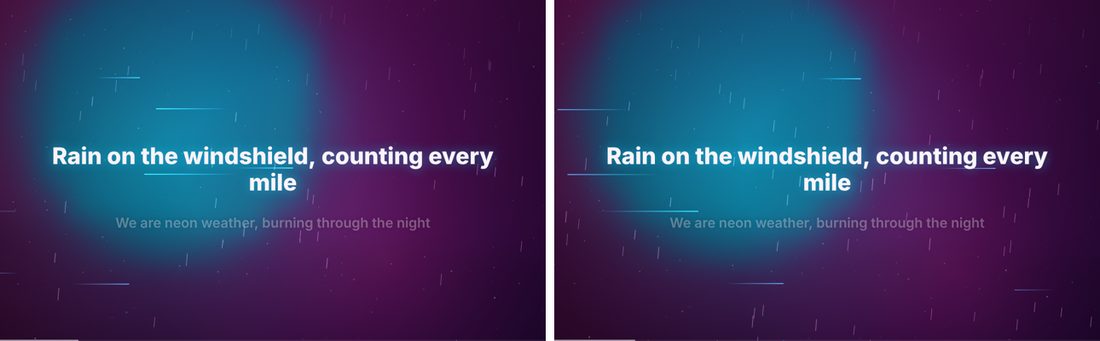 Rain on the windshield, counting every
mile
We are neon weather, burning through the night
Rain on the windshield, counting every
mile
We are neon weather, burning through the night